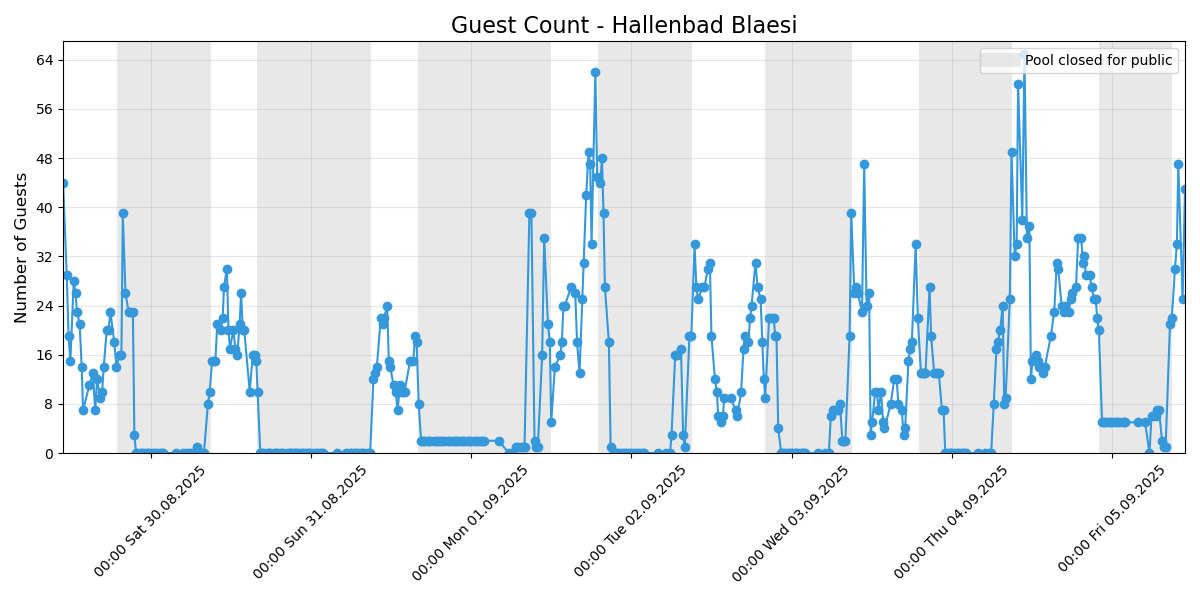 Guest Count - Hallenbad Blaesi
Pool closed for public
Number of Guests
64
56
48
40
32
24
16
8
0
00:00 Sat 30.08.2025
00:00 Sun 31.08.2025
00:00 Mon 01.09.2025
00:00 Tue 02.09.2025
00:00 Wed 03.09.2025
00:00 Thu 04.09.2025
00:00 Fri 05.09.2025